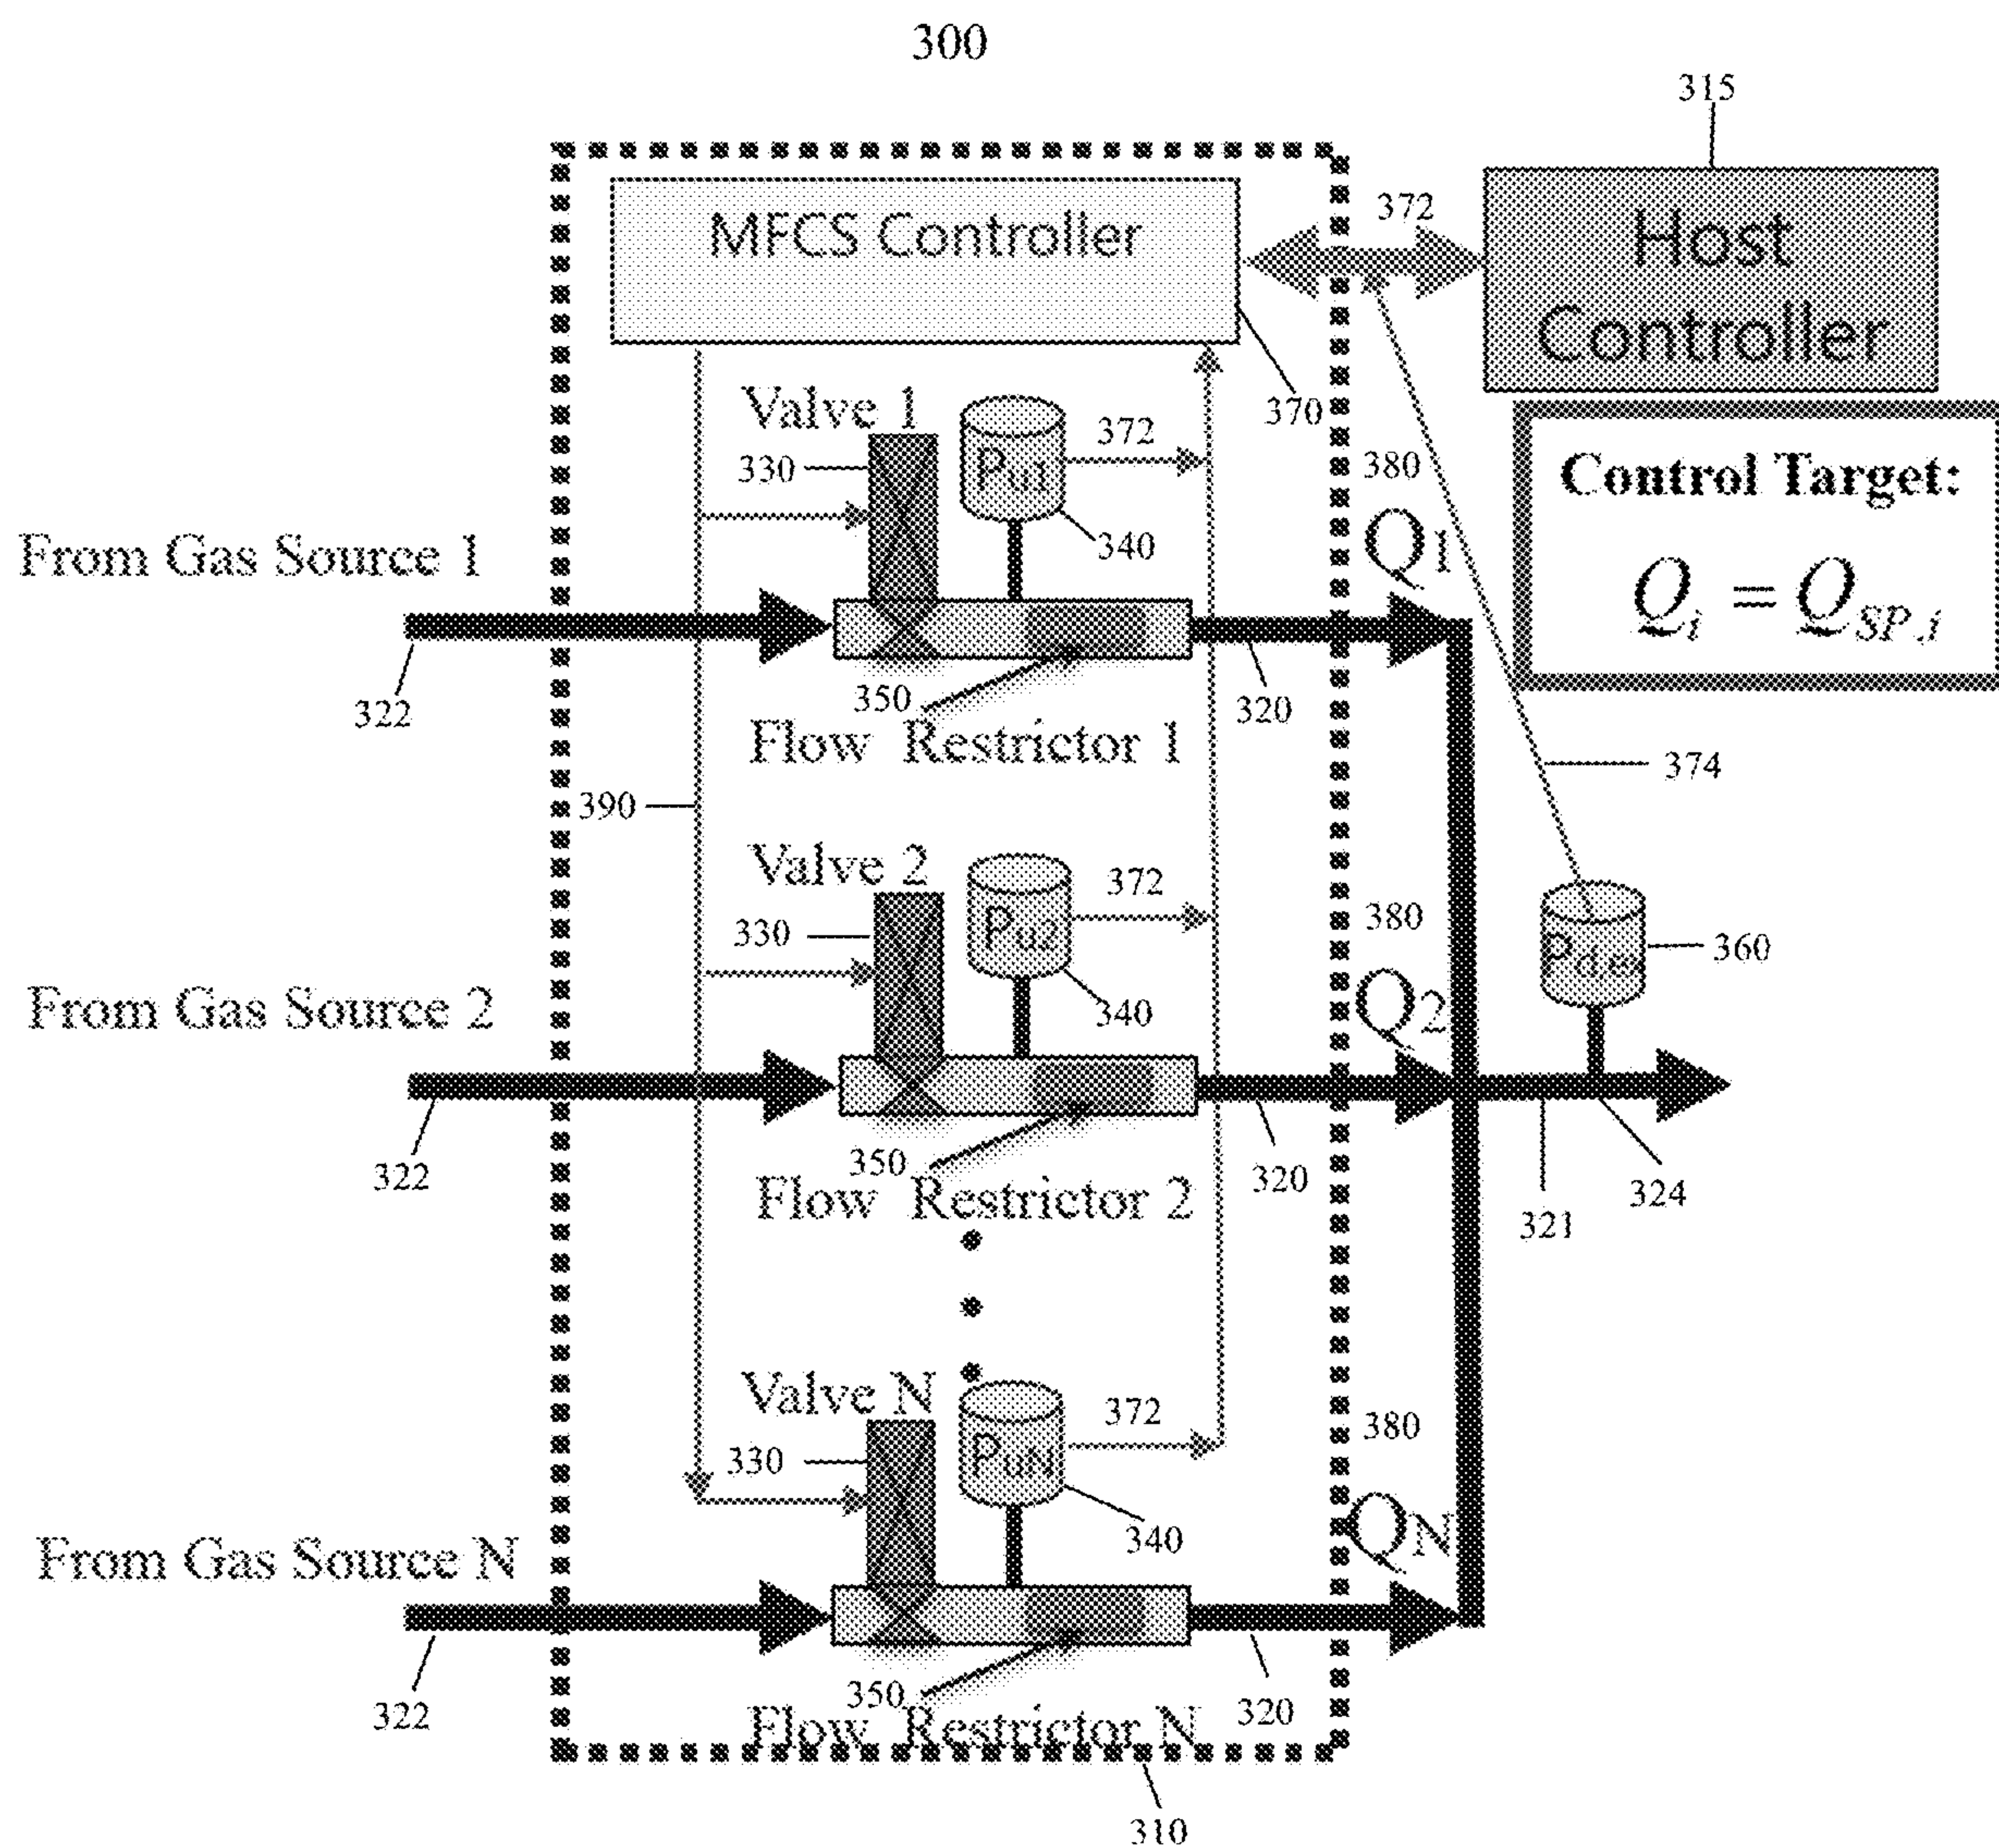 300
315
MFCS Controller
372
Host
Controller
370
Valve 1
330
Pu1
372
340
380
Control Target:
Qi = QSP,i
From Gas Source 1
Q1
322
350
320
Flow Restrictor 1
374
390
Valve 2
330
Pu2
372
340
380
360
From Gas Source 2
Q2
322
350
320
321
324
Flow Restrictor 2
Valve N
330
PuN
372
340
380
From Gas Source N
QN
322
350
320
Flow Restrictor N
310